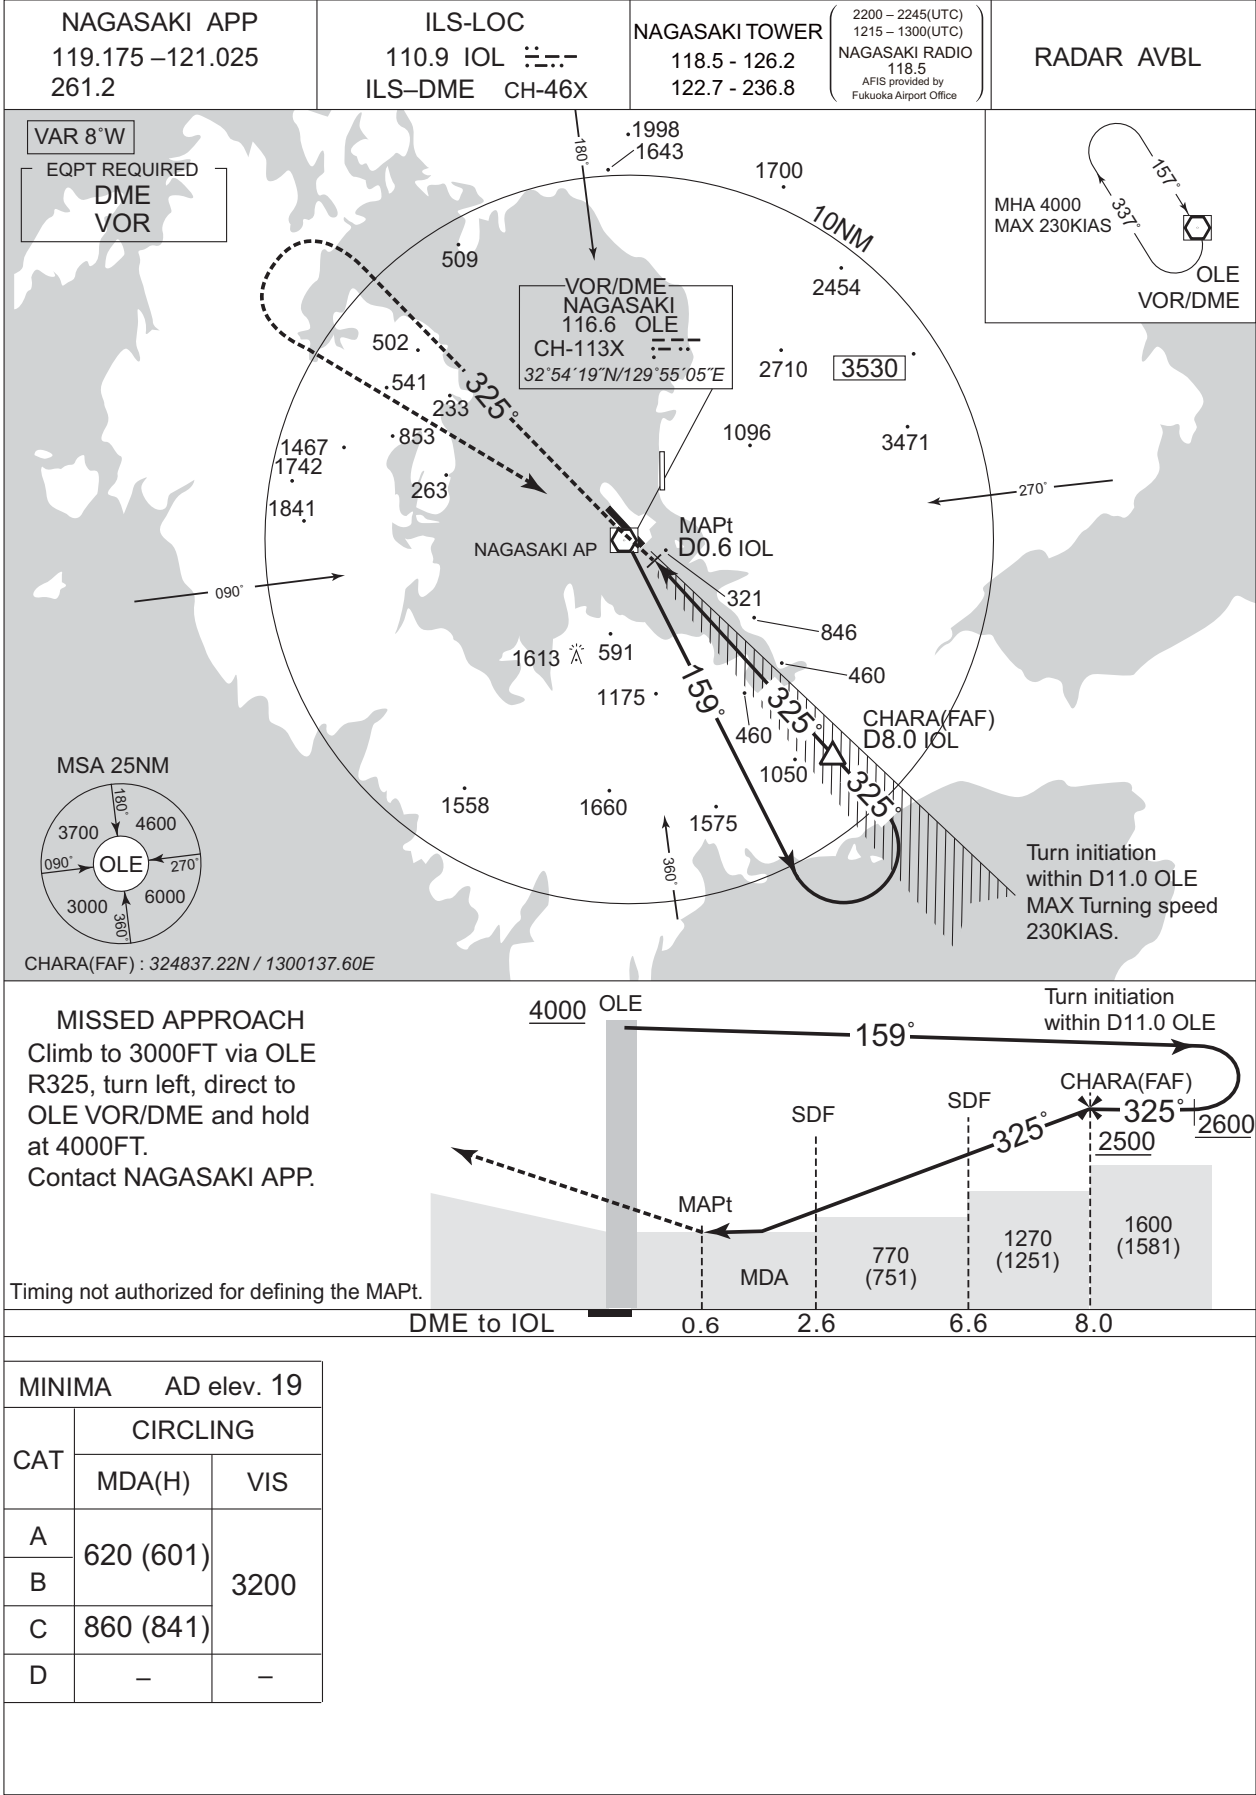 NAGASAKI APP
119.175 –121.025
261.2
ILS-LOC
110.9 IOL
ILS–DME CH-46X
NAGASAKI TOWER
118.5 - 126.2
122.7 - 236.8
2200 – 2245(UTC)
1215 – 1300(UTC)
NAGASAKI RADIO
118.5
AFIS provided by
Fukuoka Airport Office
RADAR AVBL
VAR 8°W
EQPT REQUIRED
DME
VOR
180°
1998
1643
1700
10NM
MHA 4000
MAX 230KIAS
157°
337°
OLE
VOR/DME
509
2454
VOR/DME
NAGASAKI
116.6 OLE
CH-113X
32°54´19˝N/129°55´05˝E
502
2710
3530
541
325°
233
853
1096
3471
1467
1742
263
270°
1841
MAPt
D0.6 IOL
NAGASAKI AP
090°
321
846
1613
591
460
159°
1175
325°
460
CHARA(FAF)
D8.0 IOL
1050
325°
MSA 25NM
180°
3700
4600
090°
OLE
270°
3000
6000
360°
1558
1660
1575
360°
Turn initiation
within D11.0 OLE
MAX Turning speed
230KIAS.
CHARA(FAF) : 324837.22N / 1300137.60E
MISSED APPROACH
Climb to 3000FT via OLE
R325, turn left, direct to
OLE VOR/DME and hold
at 4000FT.
Contact NAGASAKI APP.
4000
OLE
Turn initiation
within D11.0 OLE
159°
CHARA(FAF)
SDF
SDF
325°
325°
2600
2500
MAPt
MDA
770
(751)
1270
(1251)
1600
(1581)
Timing not authorized for defining the MAPt.
DME to IOL 0.6 2.6 6.6 8.0
MINIMA AD elev. 19
CAT
CIRCLING
MDA(H) VIS
A
620 (601)
B
3200
C
860 (841)
D – –